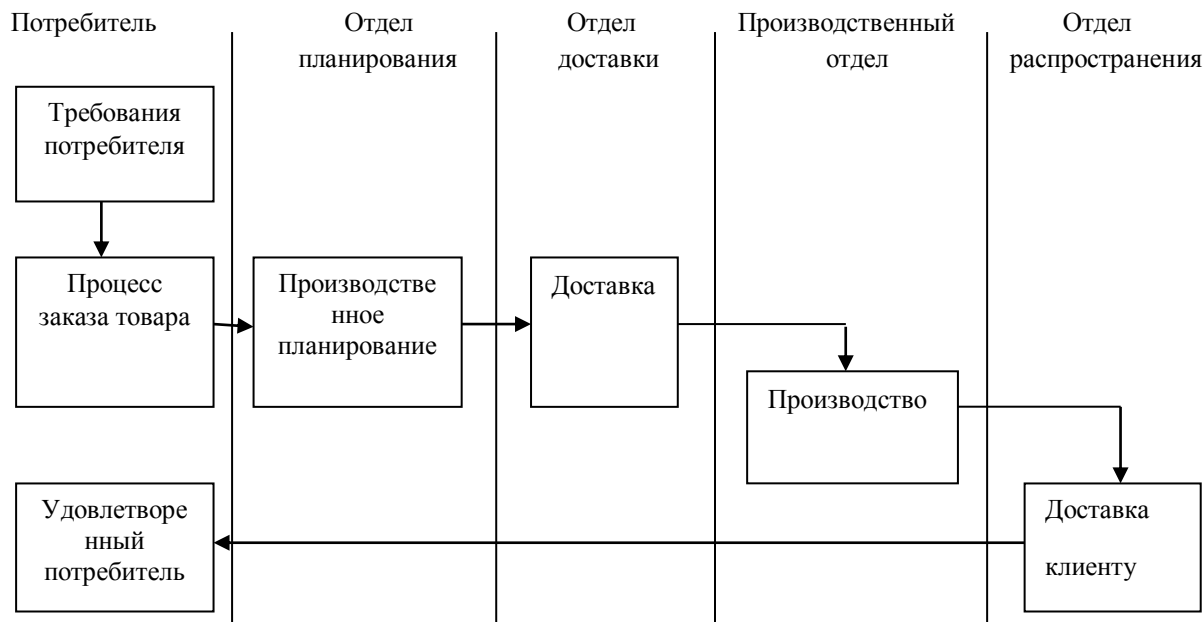 Потребитель
Отдел
планирования
Отдел
доставки
Производственный
отдел
Отдел
распространения
Требования
потребителя
Процесс
заказа товара
Производстве
нное
планирование
Доставка
Производство
Удовлетворе
нный
потребитель
Доставка
клиенту